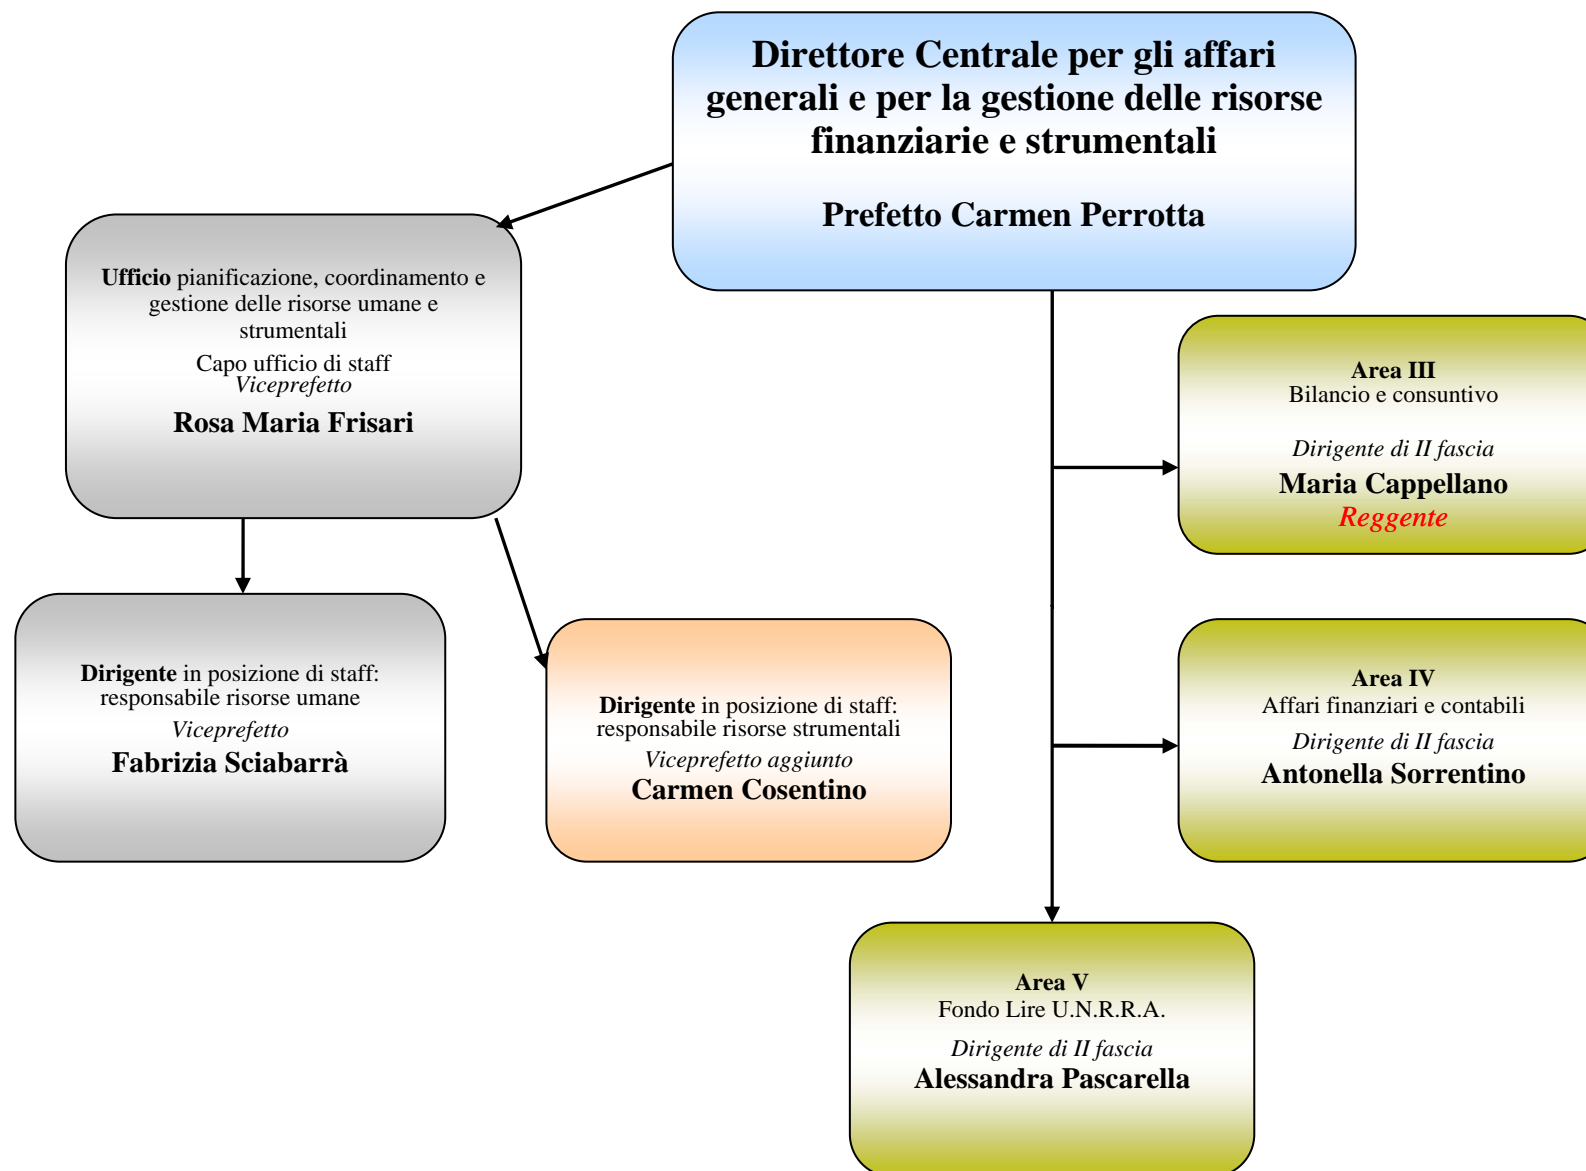 Direttore Centrale per gli affari
generali e per la gestione delle risorse
finanziarie e strumentali
Prefetto Carmen Perrotta
Ufficio pianificazione, coordinamento e
gestione delle risorse umane e
strumentali
Capo ufficio di staff
Viceprefetto
Rosa Maria Frisari
Area III
Bilancio e consuntivo
Dirigente di II fascia
Maria Cappellano
Reggente
Dirigente in posizione di staff:
responsabile risorse umane
Viceprefetto
Fabrizia Sciabarrà
Dirigente in posizione di staff:
responsabile risorse strumentali
Viceprefetto aggiunto
Carmen Cosentino
Area IV
Affari finanziari e contabili
Dirigente di II fascia
Antonella Sorrentino
Area V
Fondo Lire U.N.R.R.A.
Dirigente di II fascia
Alessandra Pascarella